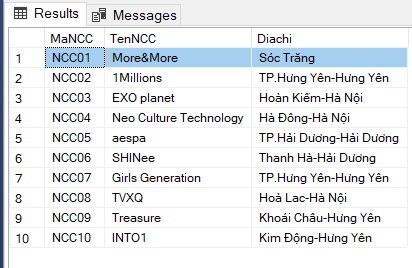 Results Messages
MaNCC TenNCC Diachi
1 NCC01 More&More Sóc Trăng
2 NCC02 1Millions TP.Hưng Yên-Hưng Yên
3 NCC03 EXO planet Hoàn Kiếm-Hà Nội
4 NCC04 Neo Culture Technology Hà Đông-Hà Nội
5 NCC05 aespa TP.Hải Dương-Hải Dương
6 NCC06 SHINee Thanh Hà-Hải Dương
7 NCC07 Girls Generation TP.Hưng Yên-Hưng Yên
8 NCC08 TVXQ Hoà Lac-Hà Nội
9 NCC09 Treasure Khoái Châu-Hưng Yên
10 NCC10 INTO1 Kim Động-Hưng Yên